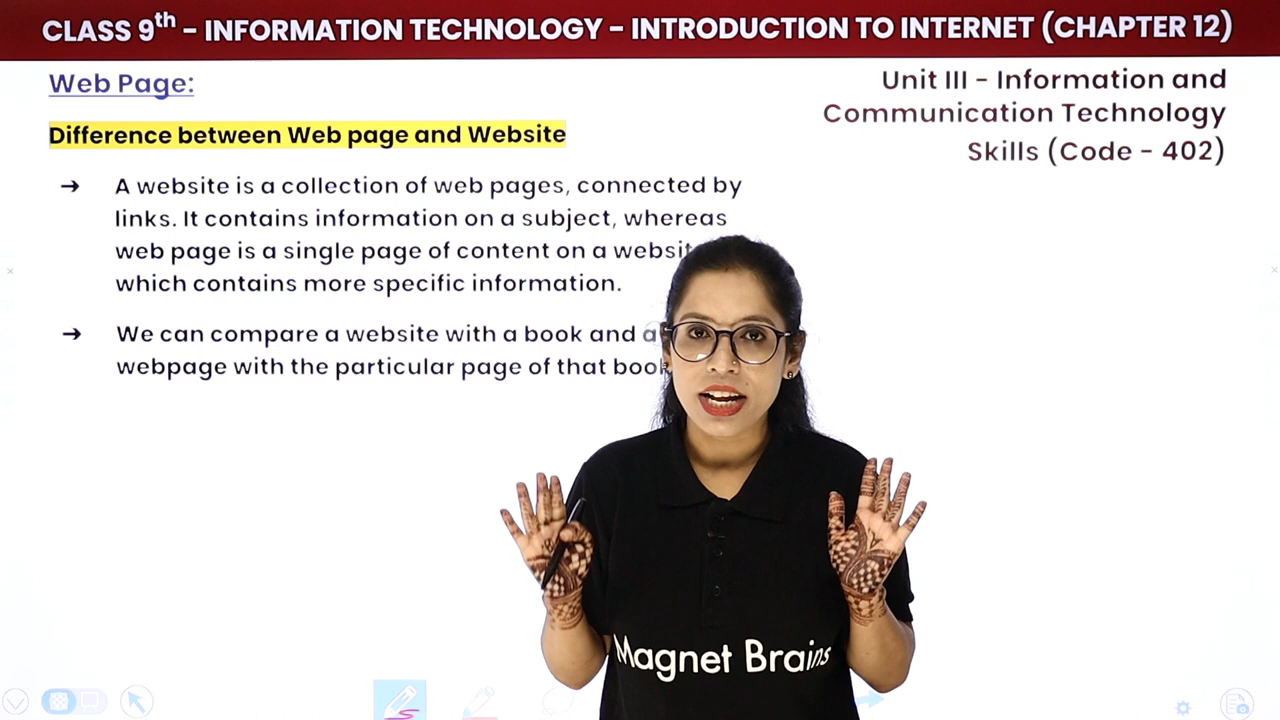 CLASS 9th - INFORMATION TECHNOLOGY - INTRODUCTION TO INTERNET (CHAPTER 12)
Web Page:
Unit III - Information and
Communication Technology
Skills (Code - 402)
Difference between Web page and Website
→ A website is a collection of web pages, connected by
links. It contains information on a subject, whereas
web page is a single page of content on a
which contains more specific information.
→ We can compare a website with a book and a
webpage with the particular page of that
Magnet Brains